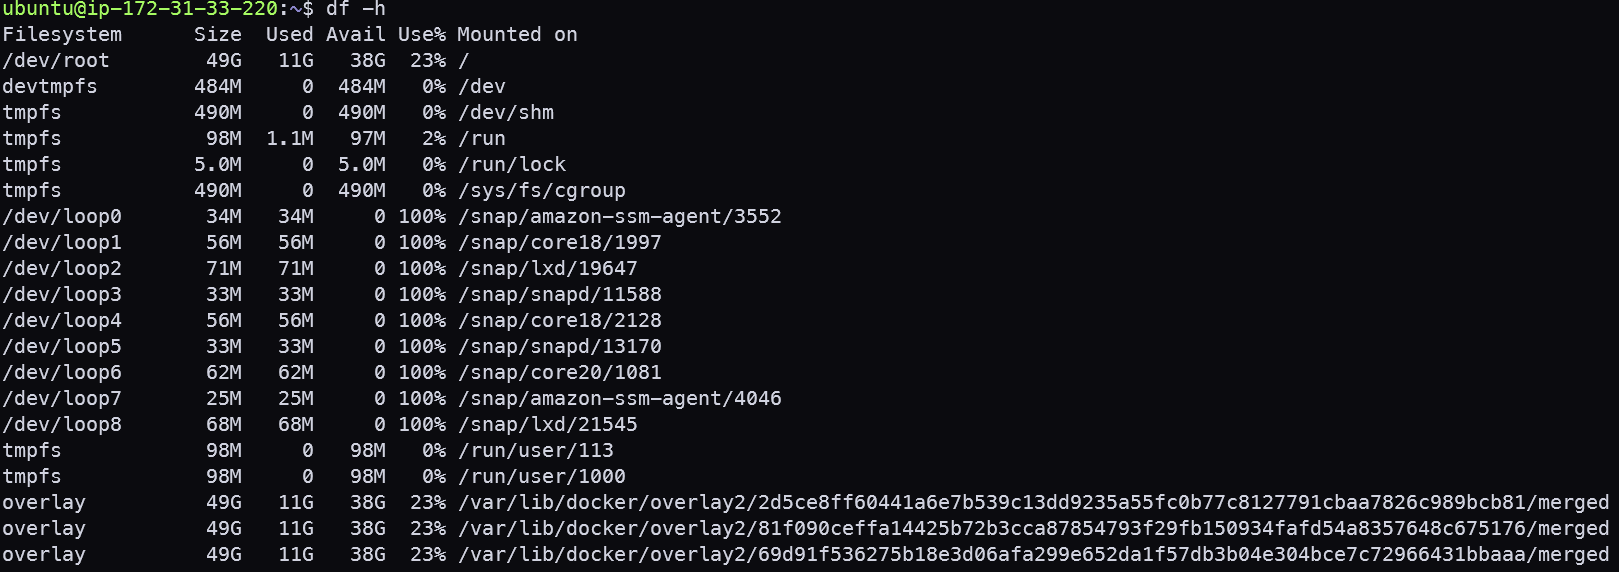 ubuntu@ip-172-31-33-220:~$ df -h
Filesystem      Size  Used Avail Use% Mounted on
/dev/root        49G   11G   38G  23% /
devtmpfs        484M     0  484M   0% /dev
tmpfs           490M     0  490M   0% /dev/shm
tmpfs            98M  1.1M   97M   2% /run
tmpfs           5.0M     0  5.0M   0% /run/lock
tmpfs           490M     0  490M   0% /sys/fs/cgroup
/dev/loop0       34M   34M     0 100% /snap/amazon-ssm-agent/3552
/dev/loop1       56M   56M     0 100% /snap/core18/1997
/dev/loop2       71M   71M     0 100% /snap/lxd/19647
/dev/loop3       33M   33M     0 100% /snap/snapd/11588
/dev/loop4       56M   56M     0 100% /snap/core18/2128
/dev/loop5       33M   33M     0 100% /snap/snapd/13170
/dev/loop6       62M   62M     0 100% /snap/core20/1081
/dev/loop7       25M   25M     0 100% /snap/amazon-ssm-agent/4046
/dev/loop8       68M   68M     0 100% /snap/lxd/21545
tmpfs            98M     0   98M   0% /run/user/113
tmpfs            98M     0   98M   0% /run/user/1000
overlay          49G   11G   38G  23% /var/lib/docker/overlay2/2d5ce8ff60441a6e7b539c13dd9235a55fc0b77c8127791cbaa7826c989bcb81/merged
overlay          49G   11G   38G  23% /var/lib/docker/overlay2/81f090ceffa14425b72b3cca87854793f29fb150934fafd54a8357648c675176/merged
overlay          49G   11G   38G  23% /var/lib/docker/overlay2/69d91f536275b18e3d06afa299e652da1f57db3b04e304bce7c72966431bbaaa/merged